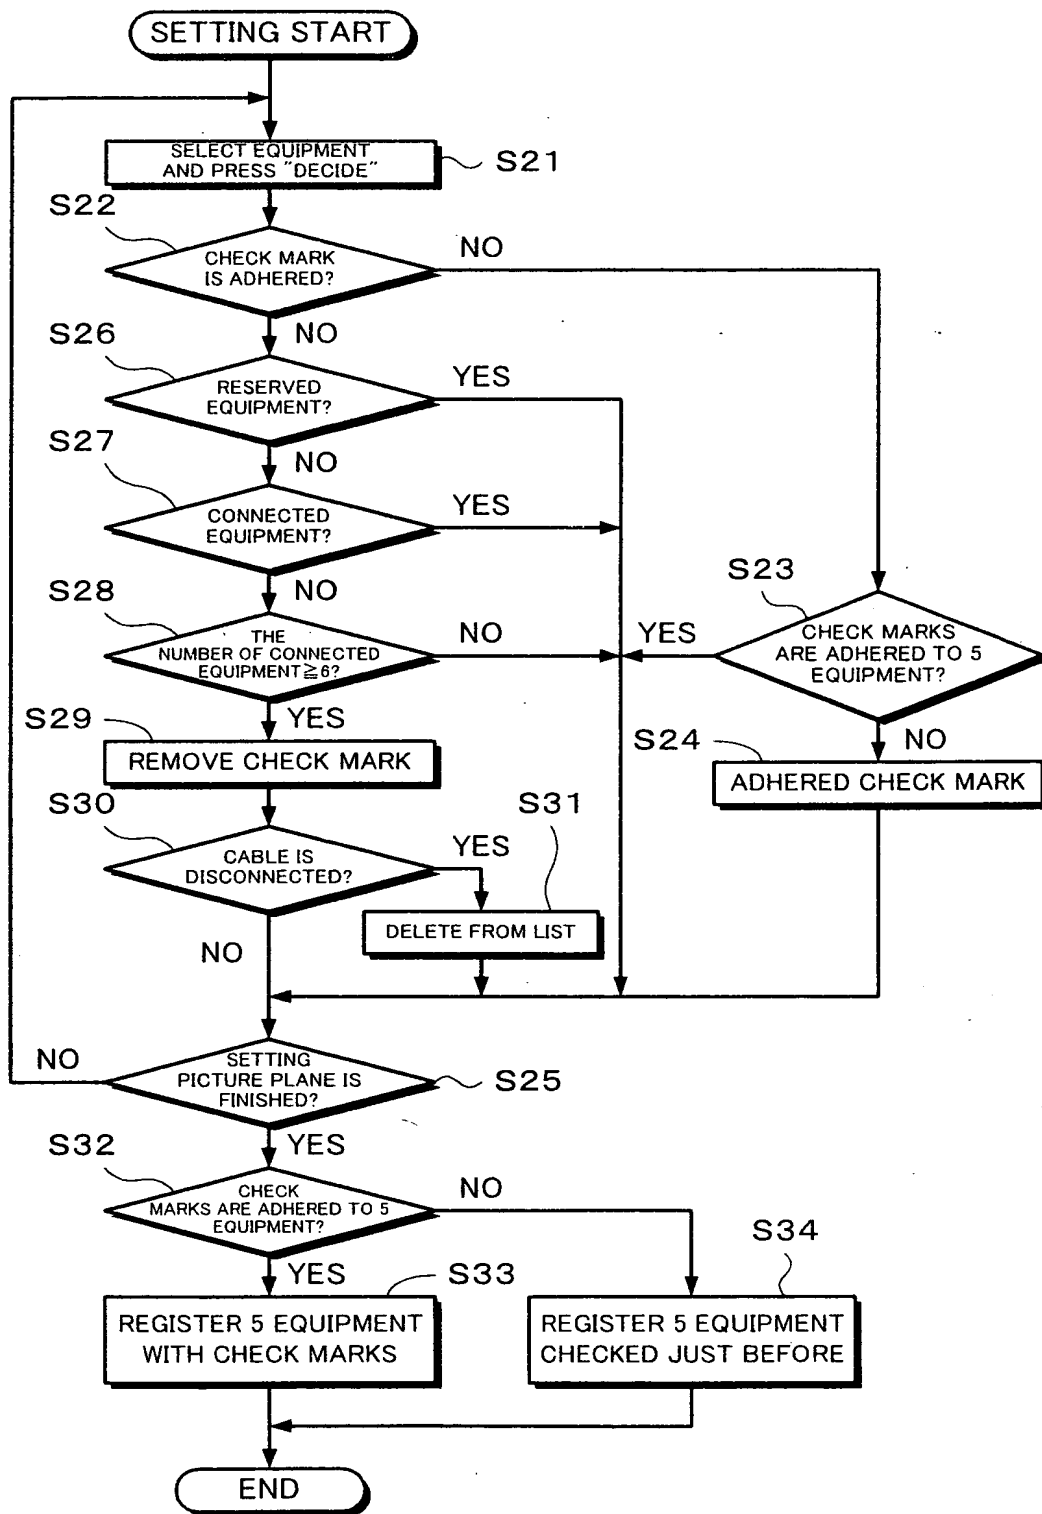 SETTING START
SELECT EQUIPMENT
AND PRESS "DECIDE"
S21
S22
CHECK MARK
IS ADHERED?
NO
NO
S26
RESERVED
EQUIPMENT?
YES
NO
S27
CONNECTED
EQUIPMENT?
YES
NO
S28
THE
NUMBER OF CONNECTED
EQUIPMENT≧6?
NO
YES
S23
CHECK MARKS
ARE ADHERED TO 5
EQUIPMENT?
YES
NO
S29
REMOVE CHECK MARK
S24
ADHERED CHECK MARK
S30
CABLE IS
DISCONNECTED?
YES
S31
DELETE FROM LIST
NO
SETTING
PICTURE PLANE IS
FINISHED?
NO
S25
YES
S32
CHECK
MARKS ARE ADHERED TO 5
EQUIPMENT?
NO
YES
S33
REGISTER 5 EQUIPMENT
WITH CHECK MARKS
S34
REGISTER 5 EQUIPMENT
CHECKED JUST BEFORE
END